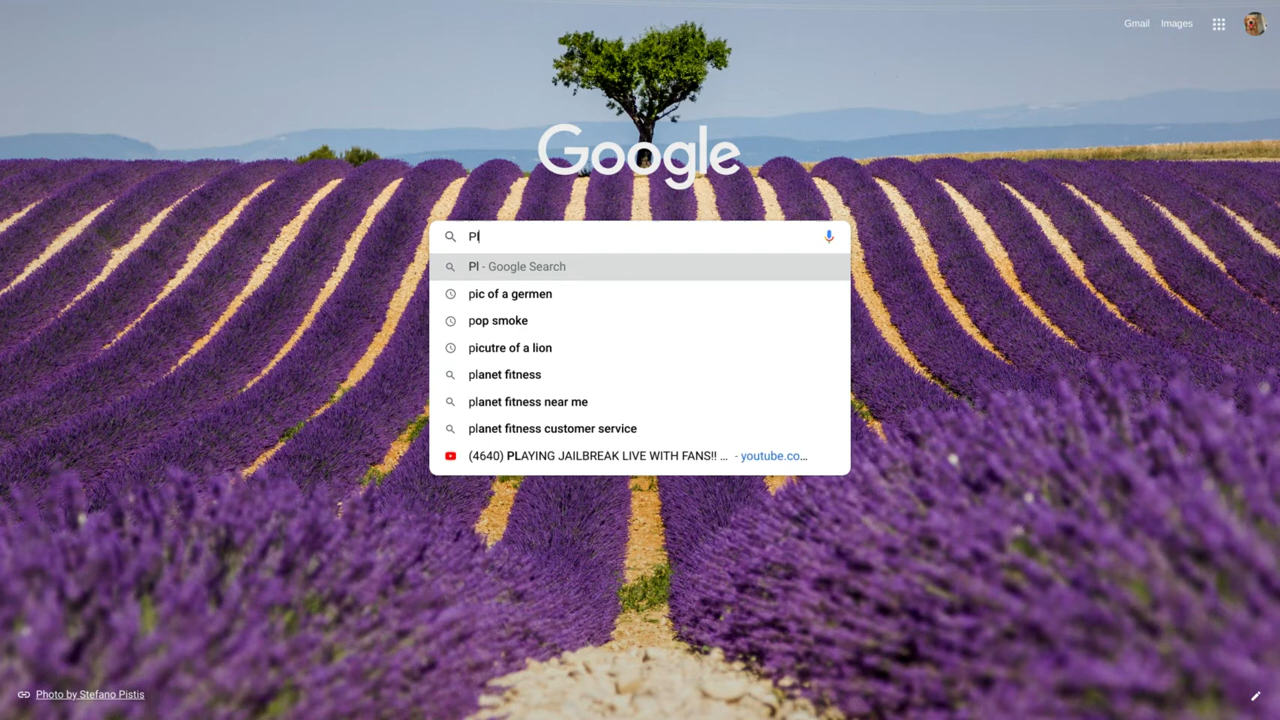 Gmail Images
Google
Pl
Pl - Google Search
pic of a germen
pop smoke
picutre of a lion
planet fitness
planet fitness near me
planet fitness customer service
(4640) PLAYING JAILBREAK LIVE WITH FANS!! ... - youtube.co...
Photo by Stefano Pistis